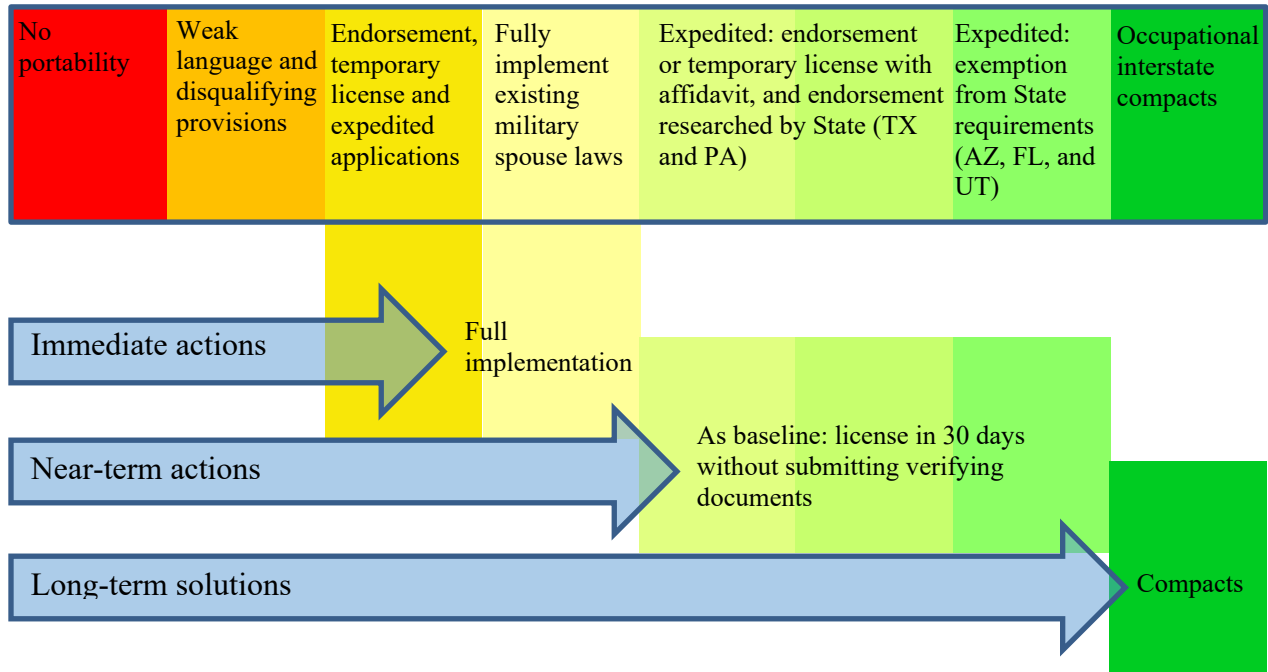 No
portability
Weak
language and
disqualifying
provisions
Endorsement,
temporary
license and
expedited
applications
Fully
implement
existing
military
spouse laws
Expedited: endorsement
or temporary license with
affidavit, and endorsement
researched by State (TX
and PA)
Expedited:
exemption
from State
requirements
(AZ, FL, and
UT)
Occupational
interstate
compacts
Immediate actions
Full
implementation
Near-term actions
As baseline: license in 30 days
without submitting verifying
documents
Long-term solutions
Compacts